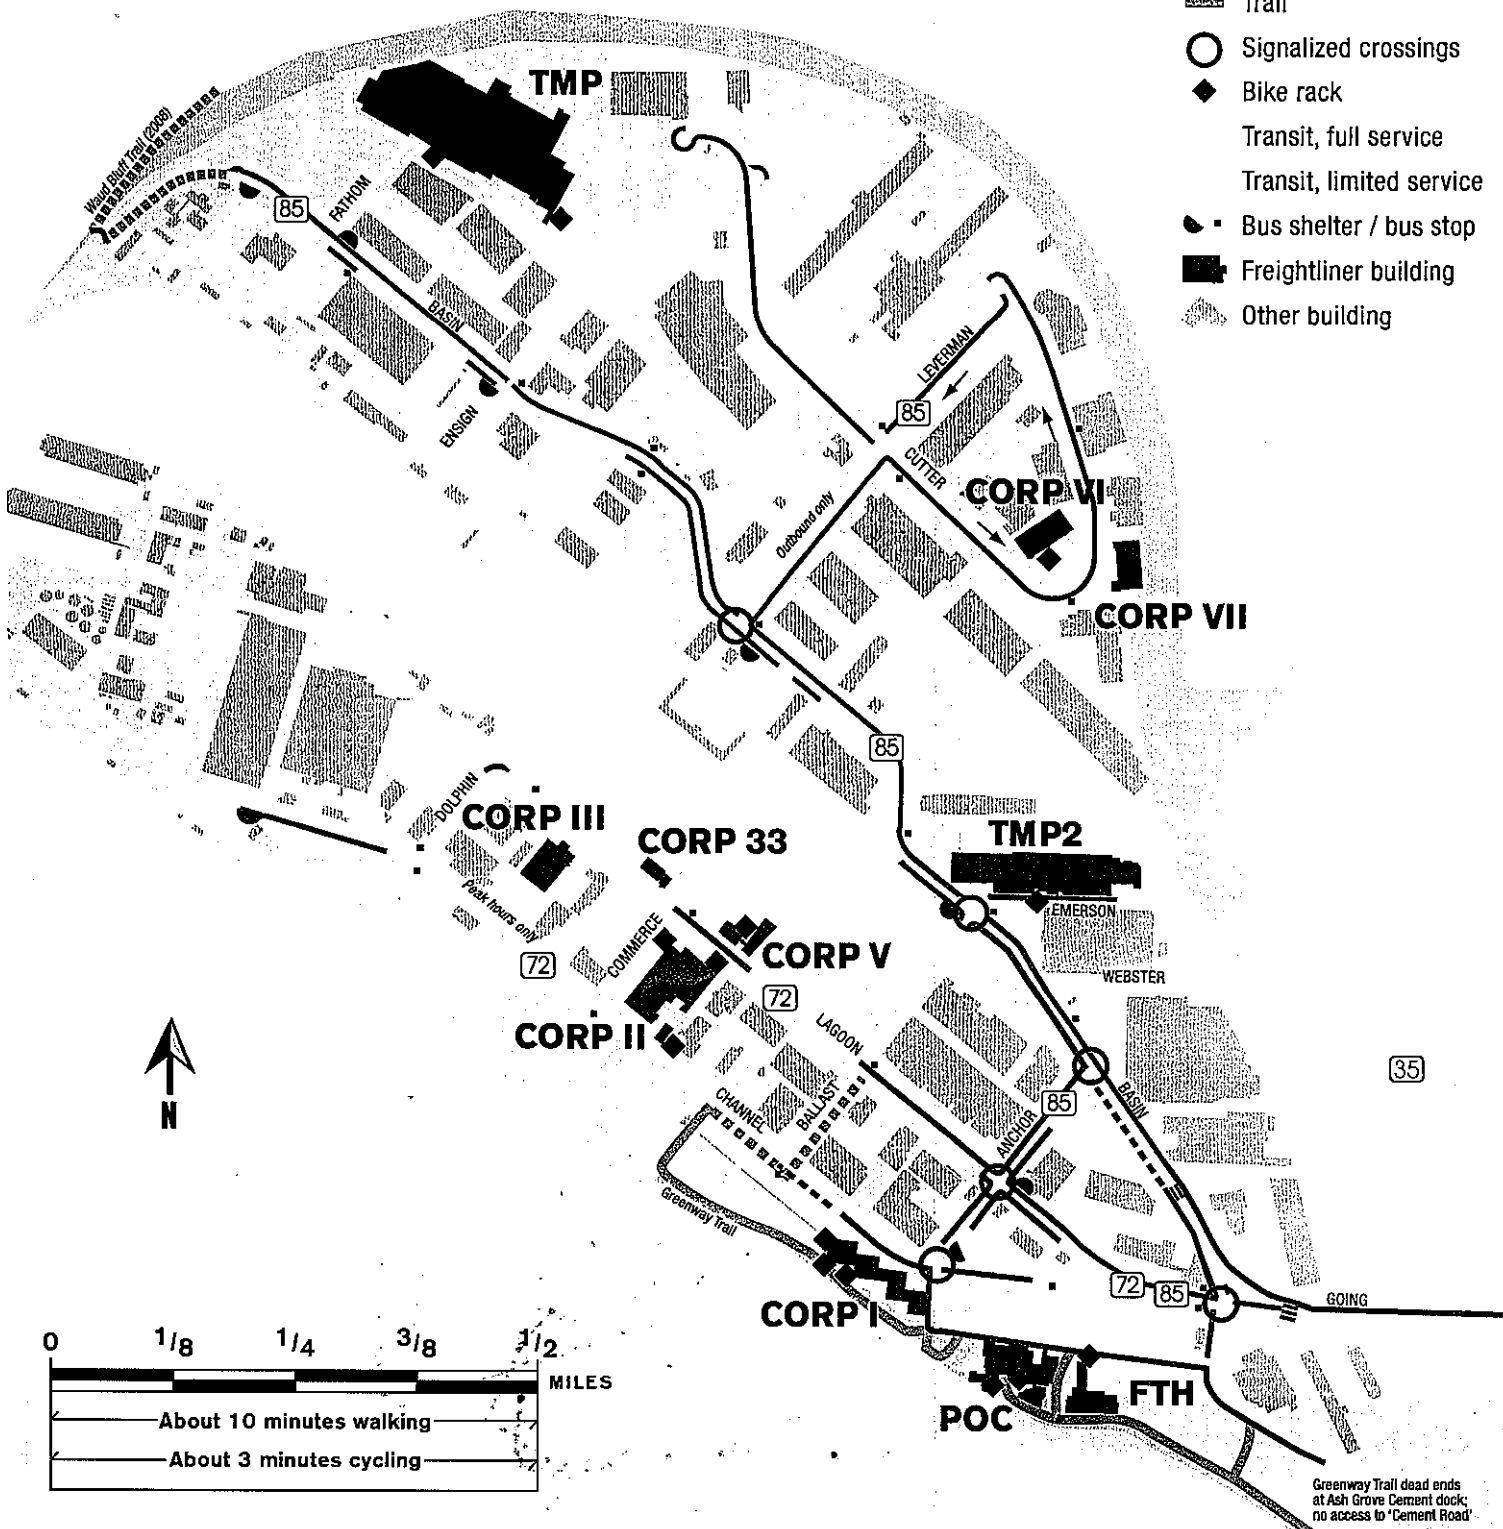 Trail
Signalized crossings
Bike rack
Transit, full service
Transit, limited service
Bus shelter / bus stop
Freightliner building
Other building
TMP
Waud Bluff Trail (2008)
85
FATHOM
BASIN
ENSIGN
LEVERMAN
85
CUTTER
CORP VI
Outbound only
CORP VII
85
DOLPHIN
CORP III
CORP 33
TMP2
EMERSON
Peak hours only
72
COMMERCE
CORP V
WEBSTER
72
CORP II
LAGOON
35
N
CHANNEL
BALLAST
85
BASIN
ANCHOR
Greenway Trail
72
85
GOING
CORP I
FTH
POC
0 1/8 1/4 3/8 1/2
MILES
About 10 minutes walking
About 3 minutes cycling
Greenway Trail dead ends
at Ash Grove Cement dock;
no access to 'Cement Road'